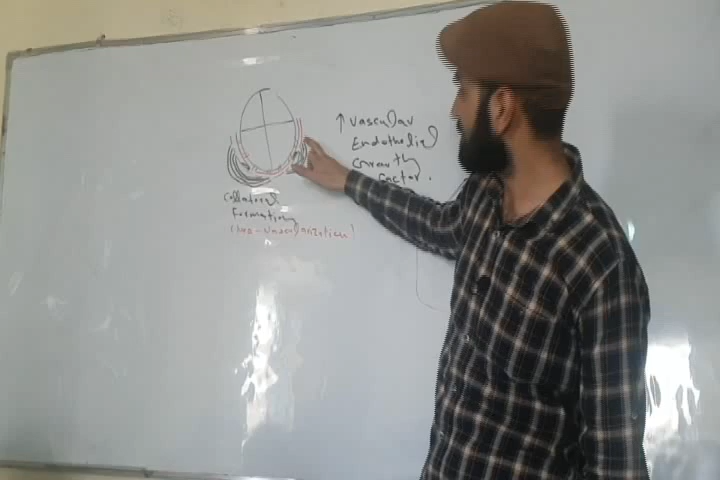 ↑ Vascular
Endothelial
Growth
Factor.
Collateral
Formation
(Neo-Vascularization)